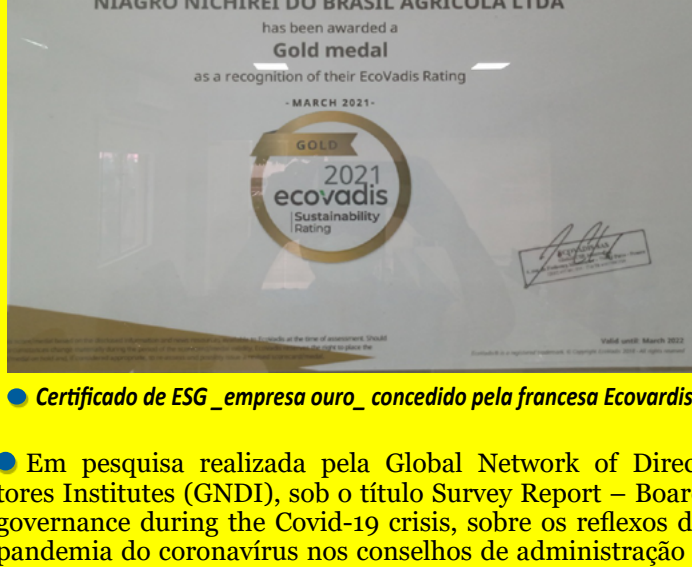 NIAGRO NICHIREI DO BRASIL AGRICOLA LTDA
has been awarded a
Gold medal
as a recognition of their EcoVadis Rating
- MARCH 2021-
GOLD
2021
ecovadis
Sustainability
Rating
Valid until: March 2022
Certificado de ESG _empresa ouro_ concedido pela francesa Ecovardis
Em pesquisa realizada pela Global Network of Direc
tores Institutes (GNDI), sob o título Survey Report – Boar
governance during the Covid-19 crisis, sobre os reflexos d
pandemia do coronavírus nos conselhos de administração